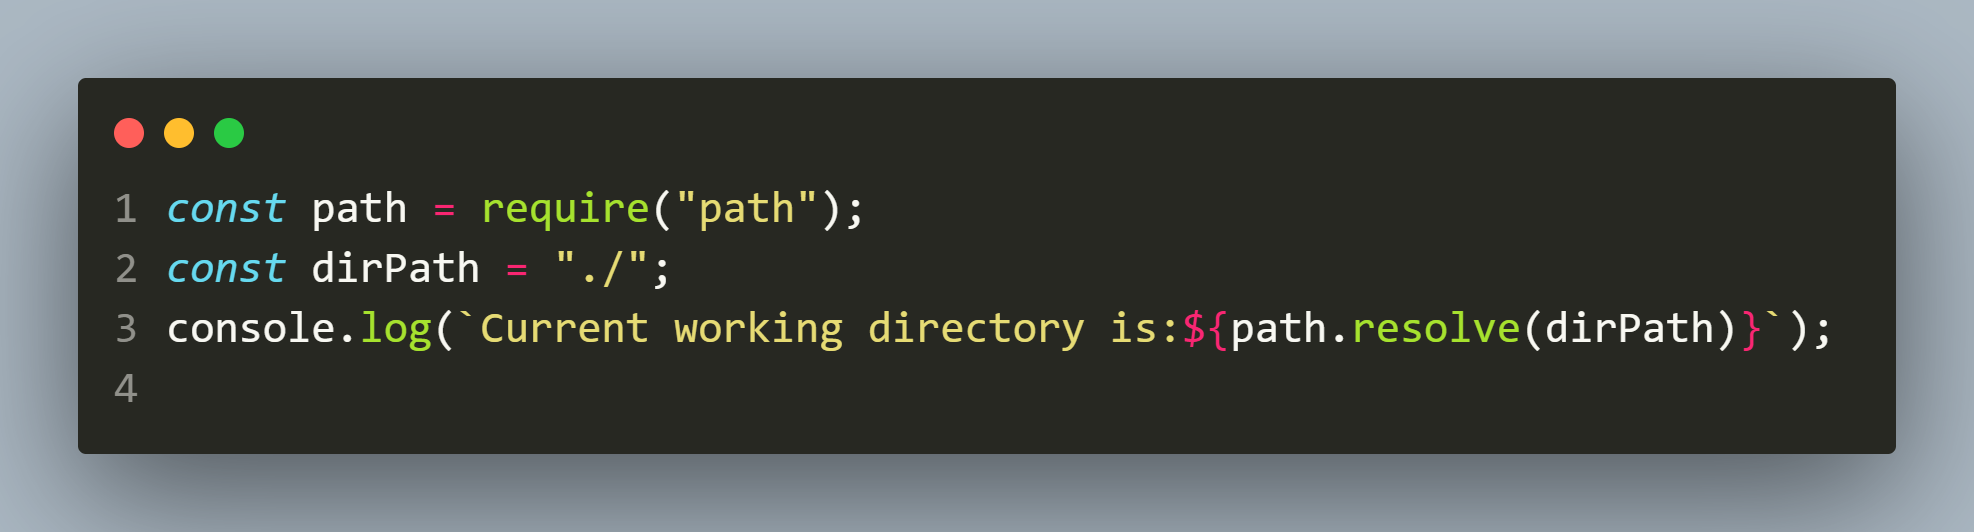 1 const path = require("path");
2 const dirPath = "./";
3 console.log(`Current working directory is:${path.resolve(dirPath)}`);
4